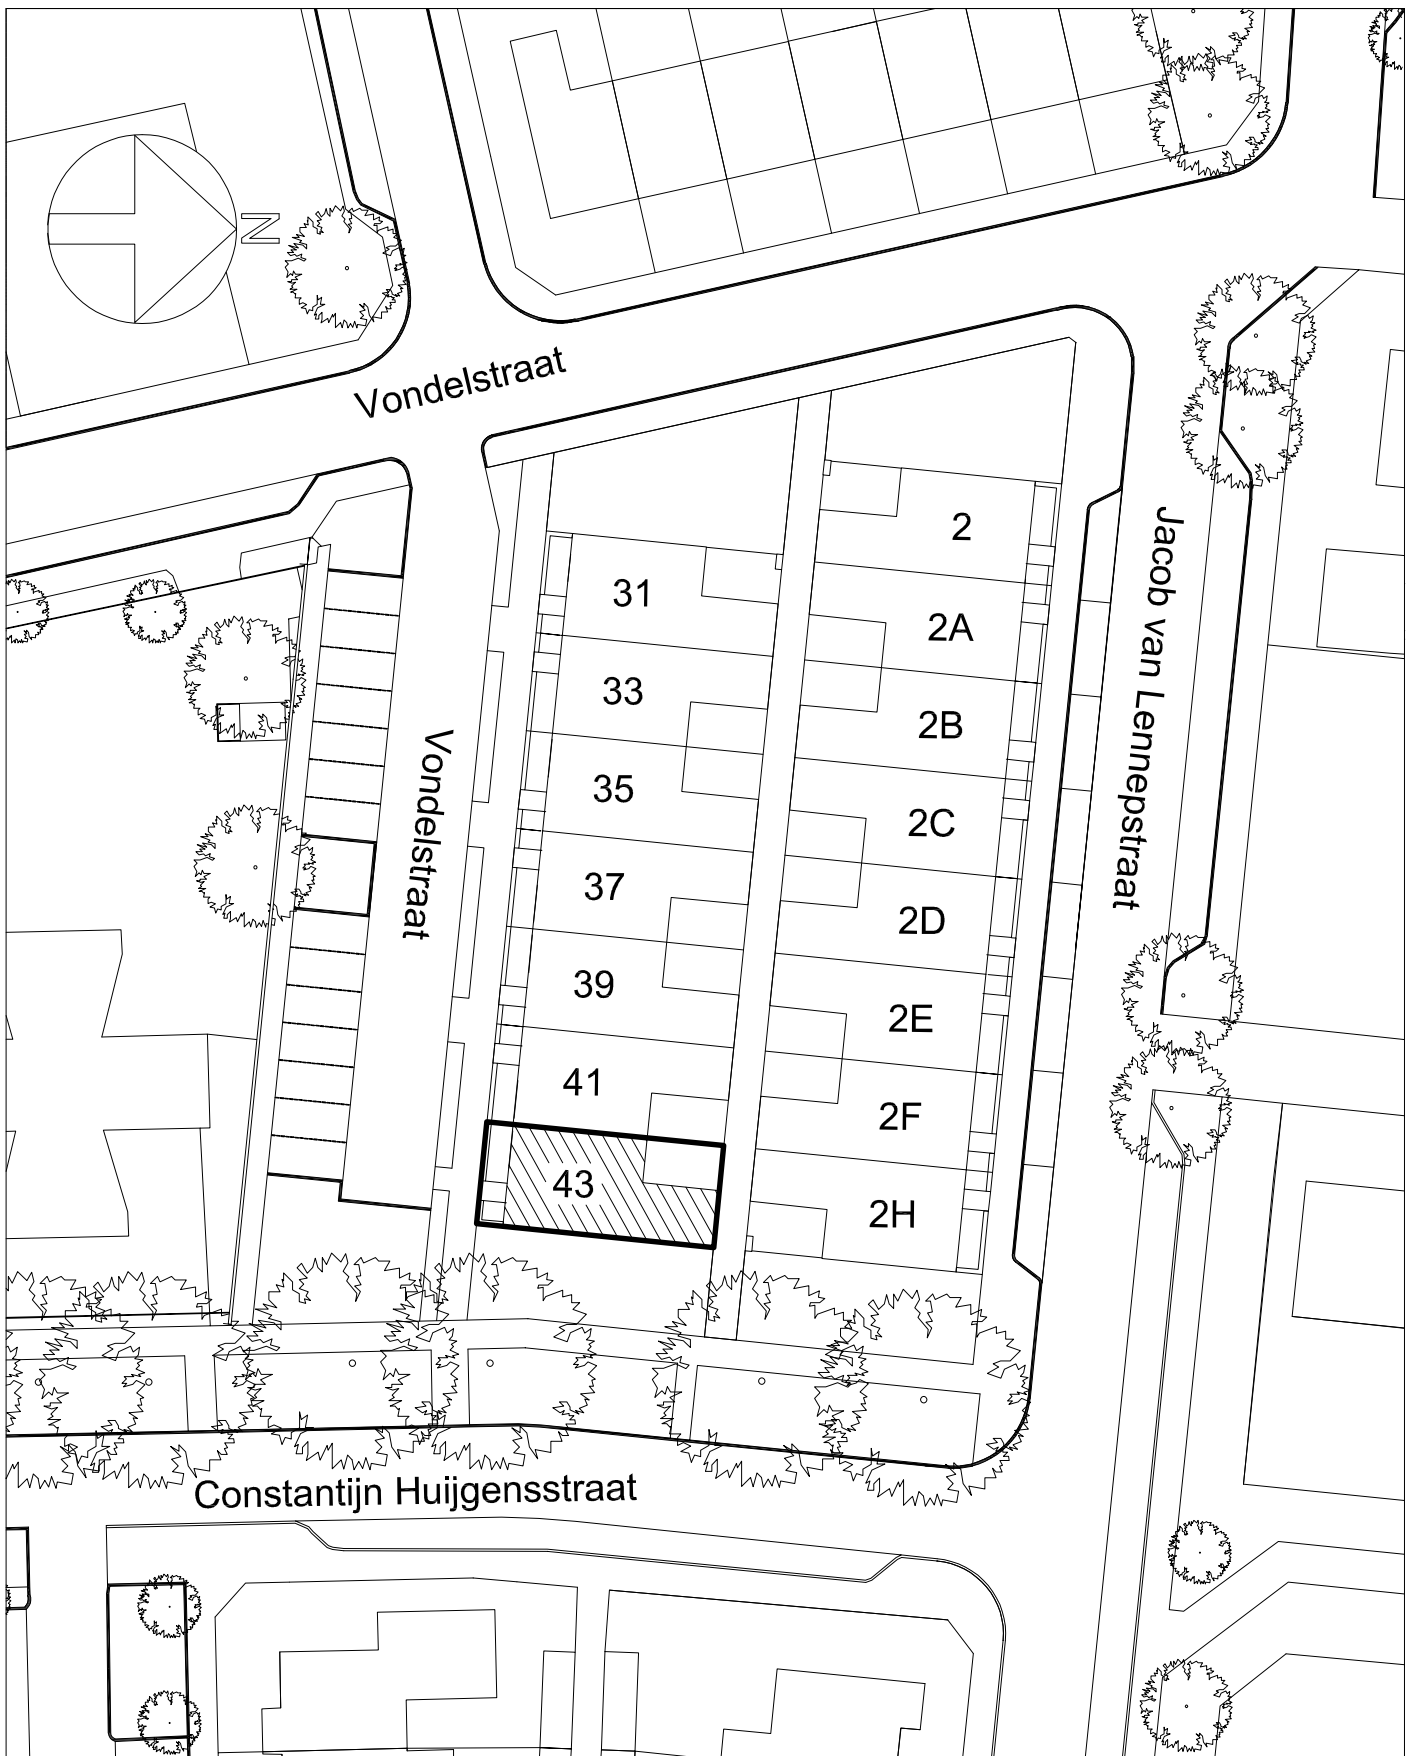 N
Vondelstraat
2
31
2A
33
2B
35
2C
37
2D
39
2E
41
2F
43
2H
Vondelstraat
Jacob van Lennepstraat
Constantijn Huijgensstraat